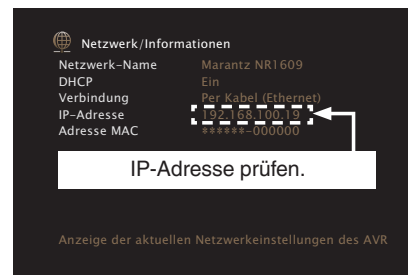 Netzwerk/Informationen
Netzwerk-Name Marantz NR1609
DHCP Ein
Verbindung Per Kabel (Ethernet)
IP-Adresse 192.168.100.19
Adresse MAC ******-000000
IP-Adresse prüfen.
Anzeige der aktuellen Netzwerkeinstellungen des AVR